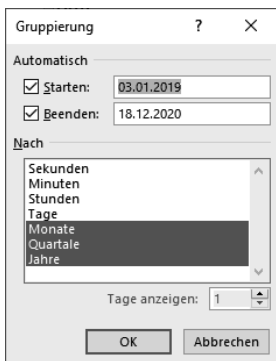 Gruppierung ? ×
Automatisch
Starten: 03.01.2019
Beenden: 18.12.2020
Nach
Sekunden
Minuten
Stunden
Tage
Monate
Quartale
Jahre
Tage anzeigen: 1
OK Abbrechen